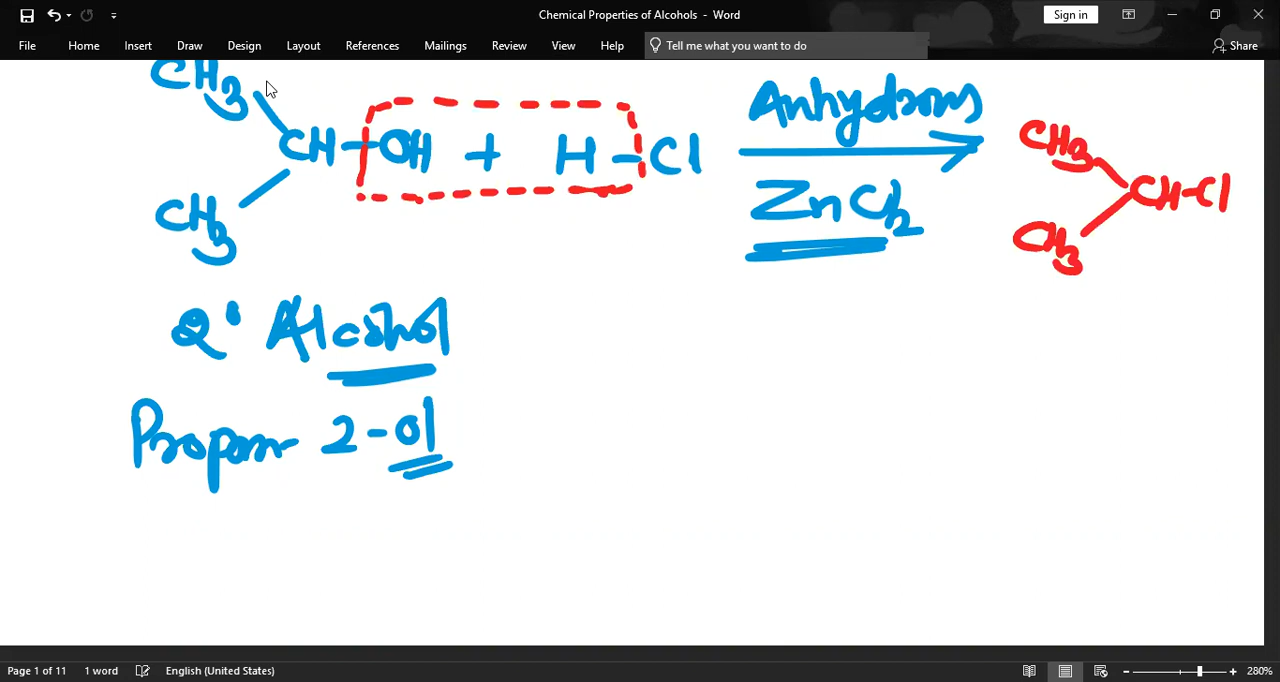 Chemical Properties of Alcohols - Word
Sign in
File Home Insert Draw Design Layout References Mailings Review View Help Tell me what you want to do Share
CH3
CH-OH + H-Cl
CH3
Anhydrous
ZnCl2
CH3
CH-Cl
CH3
2° Alcohol
Propan 2-ol
Page 1 of 11 1 word English (United States) 280%